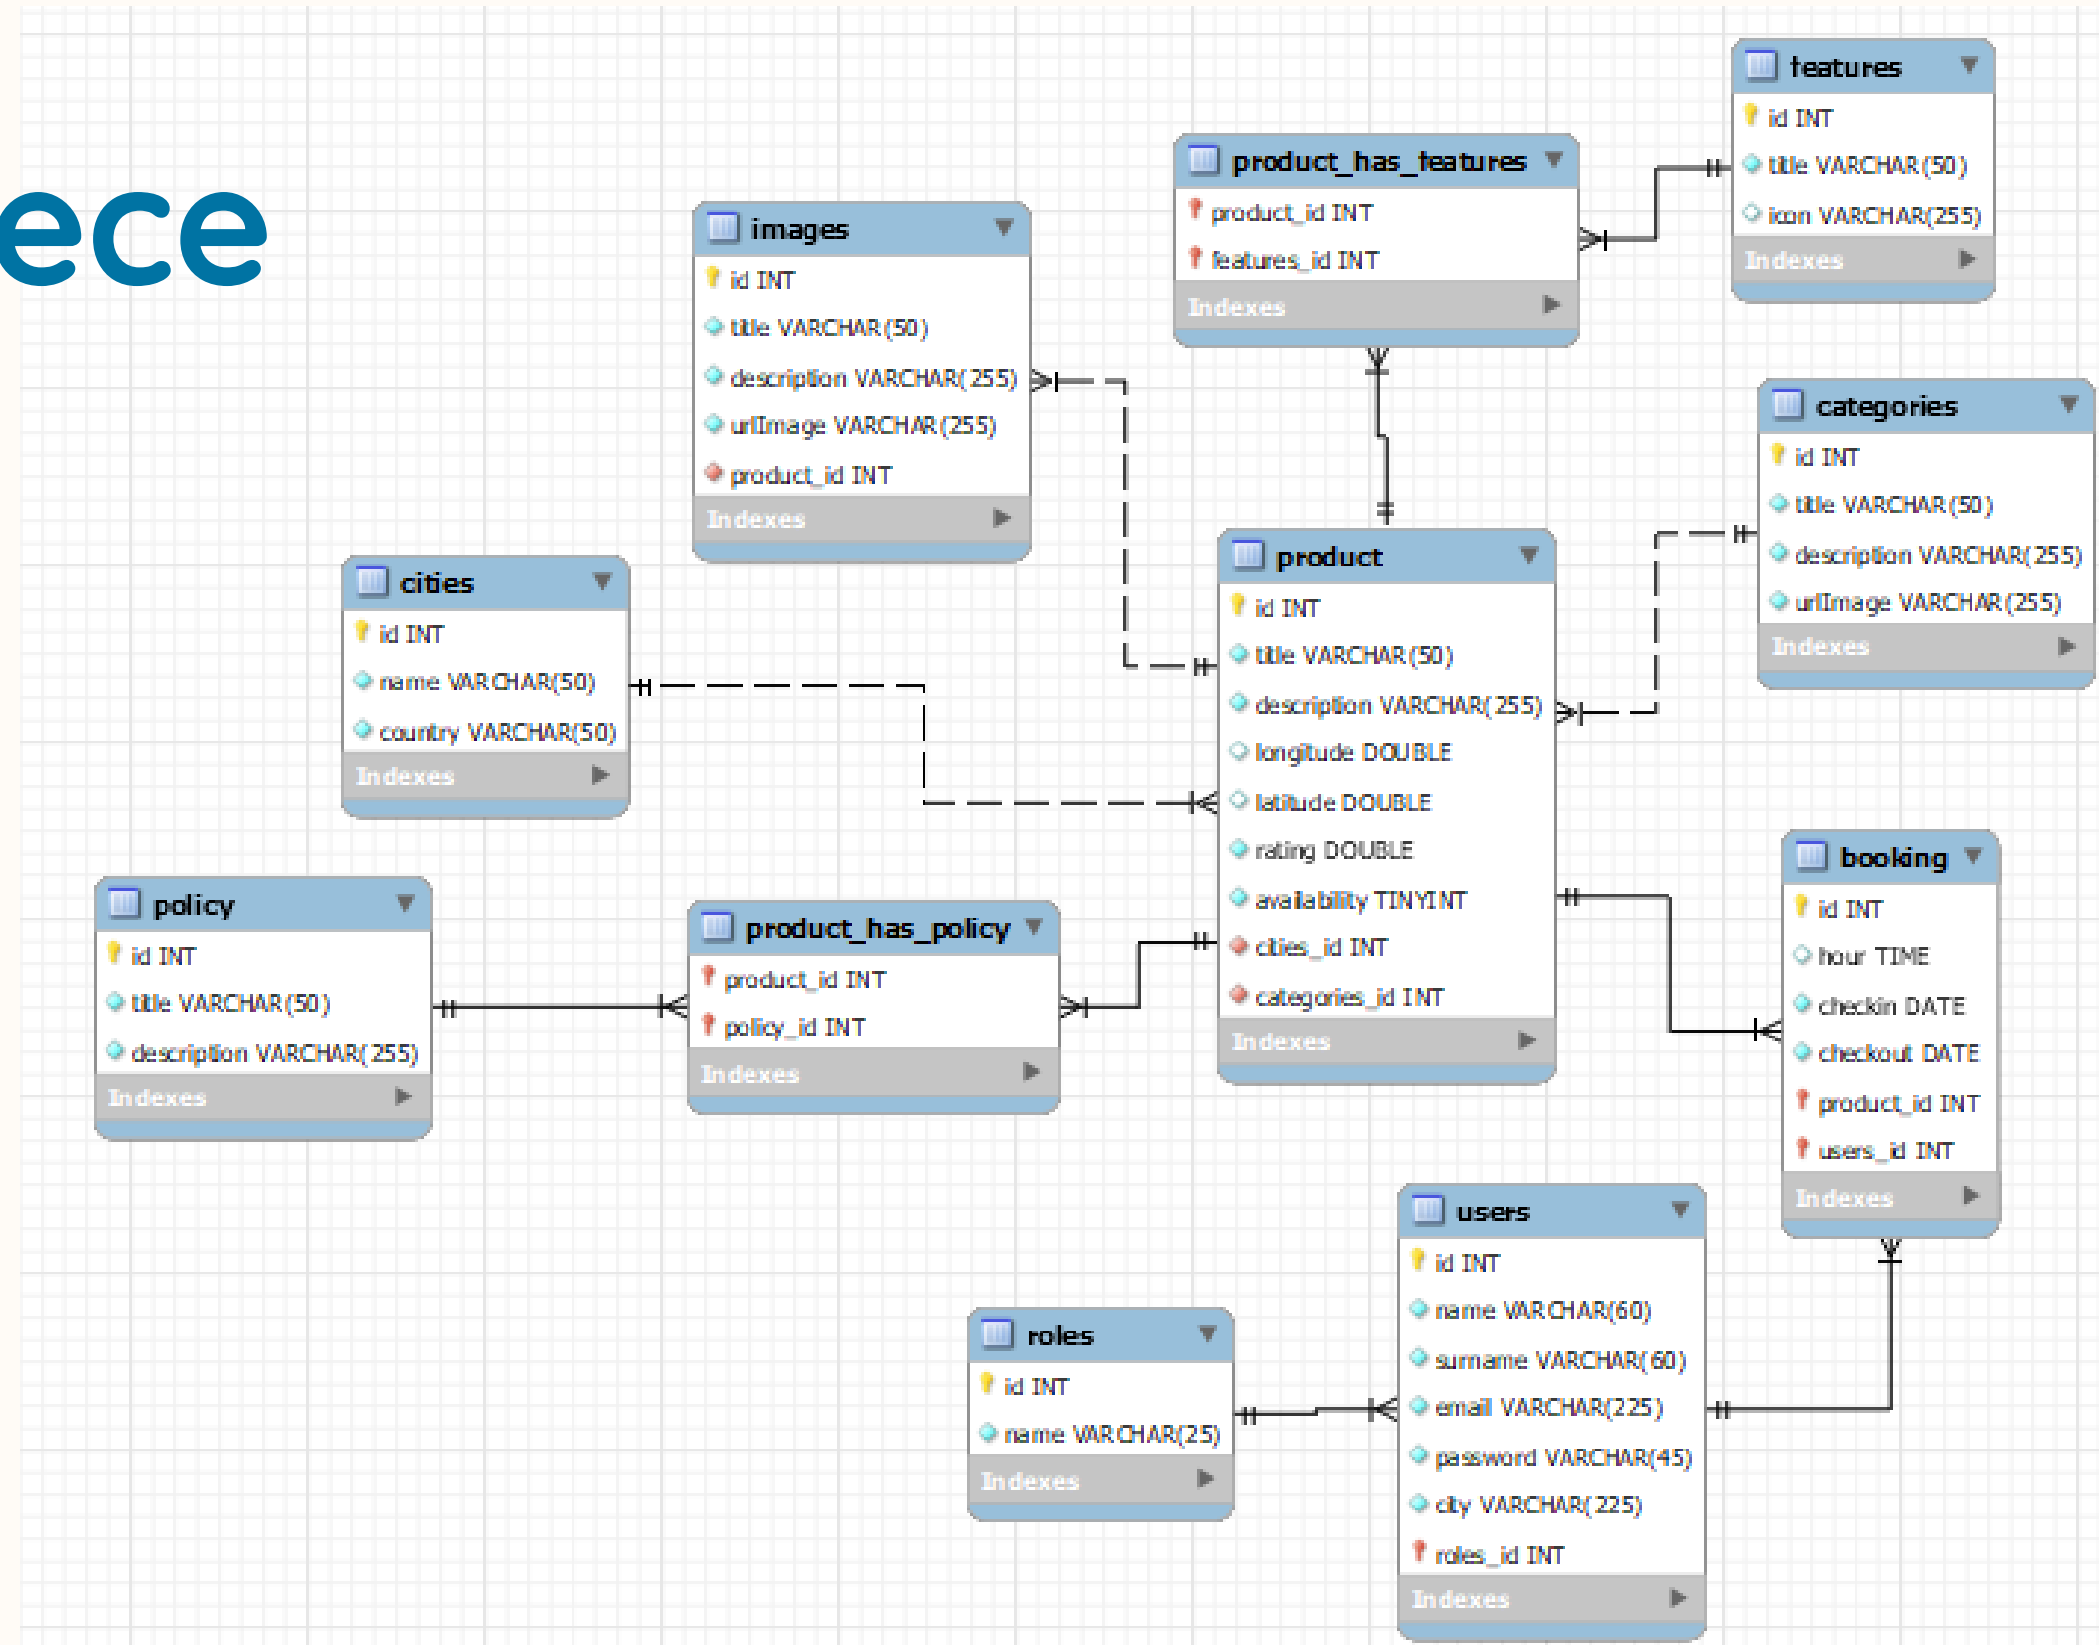 ece
features
id INT
title VARCHAR(50)
icon VARCHAR(255)
Indexes
product_has_features
product_id INT
features_id INT
Indexes
images
id INT
title VARCHAR(50)
description VARCHAR(255)
urlImage VARCHAR(255)
product_id INT
Indexes
categories
id INT
title VARCHAR(50)
description VARCHAR(255)
urlImage VARCHAR(255)
Indexes
product
id INT
title VARCHAR(50)
description VARCHAR(255)
longitude DOUBLE
latitude DOUBLE
rating DOUBLE
availability TINYINT
cities_id INT
categories_id INT
Indexes
cities
id INT
name VARCHAR(50)
country VARCHAR(50)
Indexes
policy
id INT
title VARCHAR(50)
description VARCHAR(255)
Indexes
product_has_policy
product_id INT
policy_id INT
Indexes
booking
id INT
hour TIME
checkin DATE
checkout DATE
product_id INT
users_id INT
Indexes
users
id INT
name VARCHAR(60)
surname VARCHAR(60)
email VARCHAR(225)
password VARCHAR(45)
city VARCHAR(225)
roles_id INT
Indexes
roles
id INT
name VARCHAR(25)
Indexes